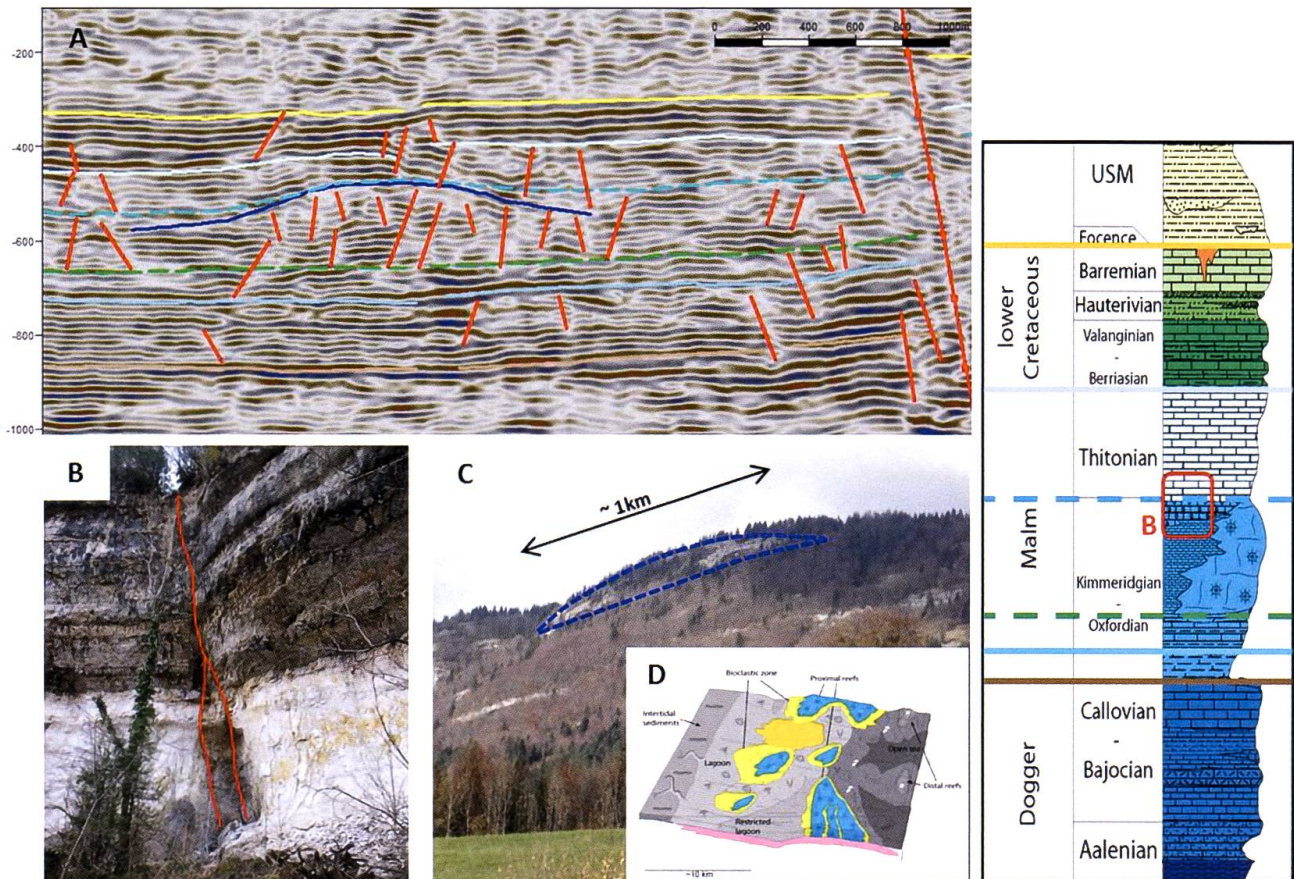 A
0 200 400 600 800 1000m
-200
-400
-600
-800
-1000
B
C
~ 1km
D
Bioclastic zone
Proximal reefs
Intertidal
sediments
Open sea
Lagoon
Distal reefs
Restricted
lagoon
~10 km
USM
Eocence
lower
Cretaceous
Barremian
Hauterivian
Valanginian
-
Berriasian
Malm
Thitonian
B
Kimmeridgian
-
Oxfordian
Dogger
Callovian
-
Bajocian
Aalenian